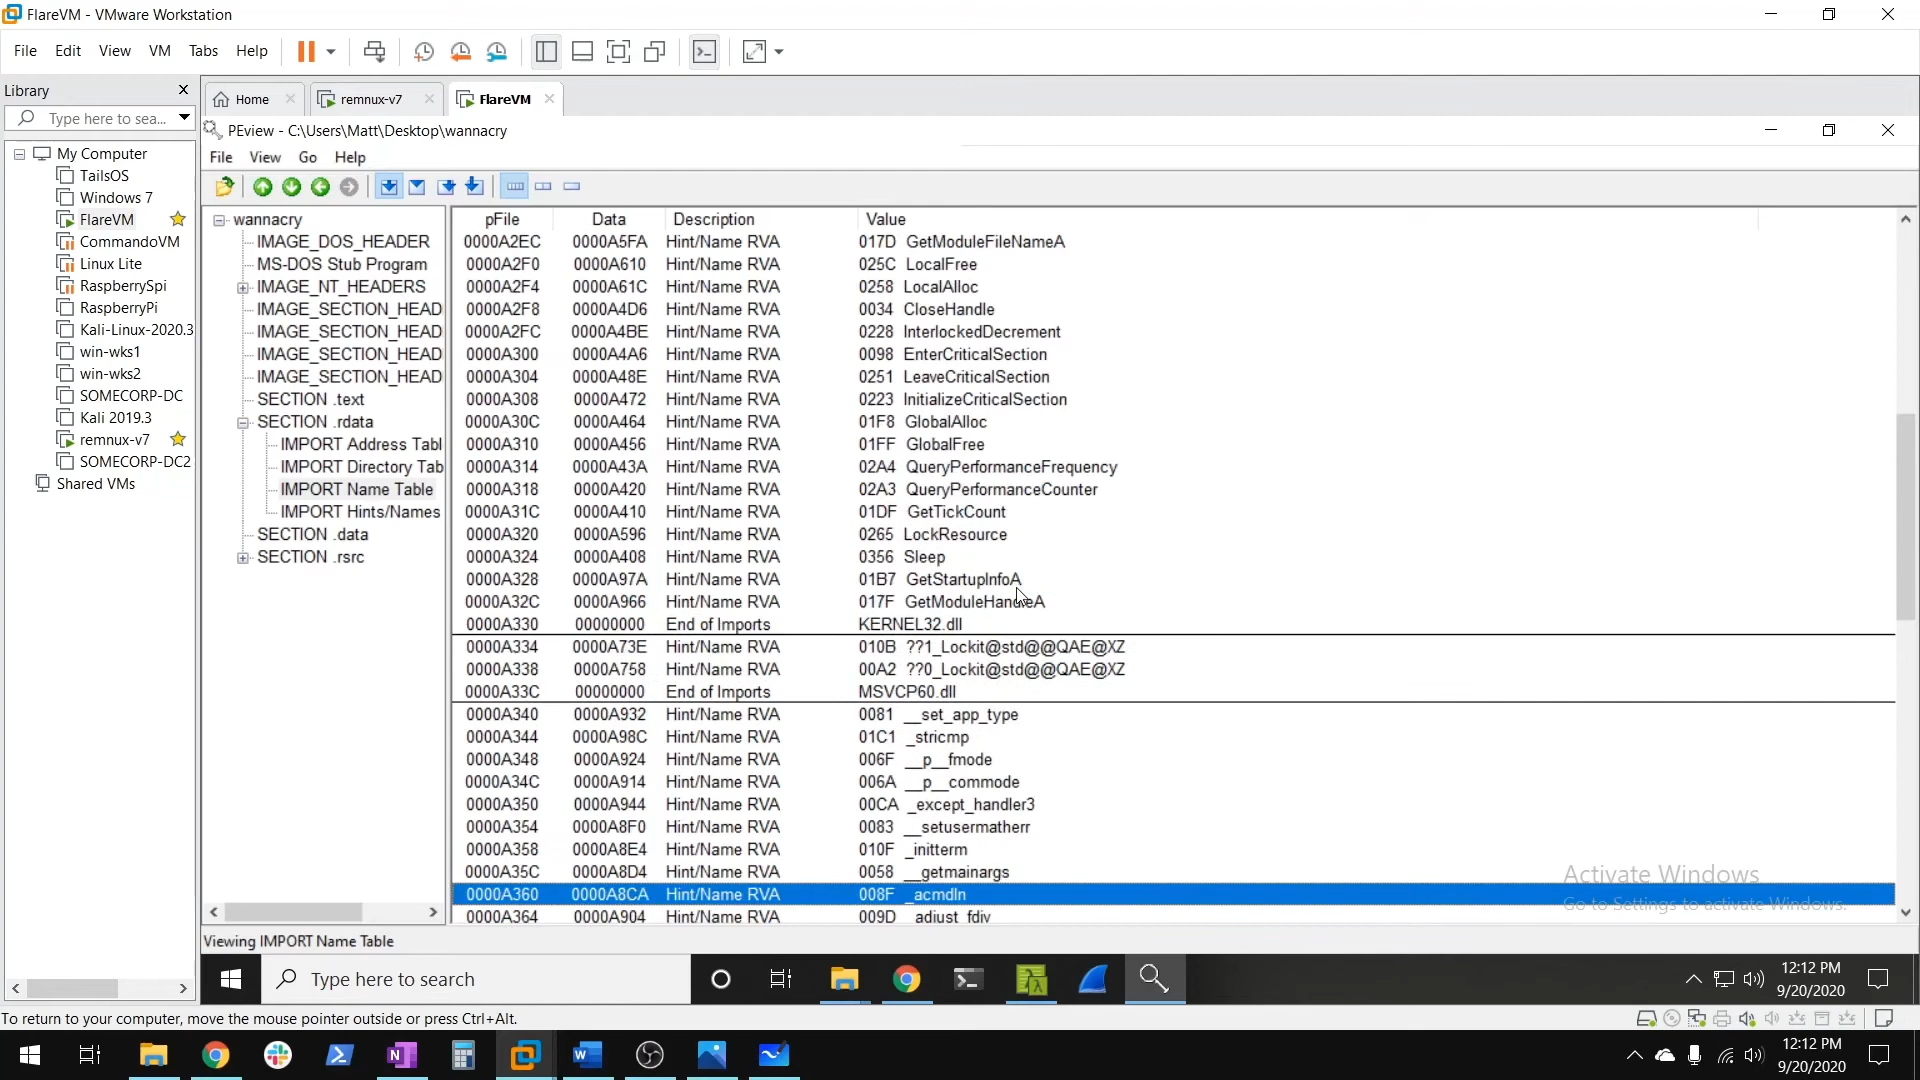 FlareVM - VMware Workstation
File Edit View VM Tabs Help
Library
Home
remnux-v7
FlareVM
Type here to sea...
PEview - C:\Users\Matt\Desktop\wannacry
File View Go Help
My Computer
TailsOS
Windows 7
FlareVM
CommandoVM
Linux Lite
RaspberrySpi
RaspberryPi
Kali-Linux-2020.3
win-wks1
win-wks2
SOMECORP-DC
Kali 2019.3
remnux-v7
SOMECORP-DC2
Shared VMs
wannacry
IMAGE_DOS_HEADER
MS-DOS Stub Program
IMAGE_NT_HEADERS
IMAGE_SECTION_HEAD
IMAGE_SECTION_HEAD
IMAGE_SECTION_HEAD
IMAGE_SECTION_HEAD
SECTION .text
SECTION .rdata
IMPORT Address Tabl
IMPORT Directory Tab
IMPORT Name Table
IMPORT Hints/Names
SECTION .data
SECTION .rsrc
pFile Data Description Value
0000A2EC 0000A5FA Hint/Name RVA 017D GetModuleFileNameA
0000A2F0 0000A610 Hint/Name RVA 025C LocalFree
0000A2F4 0000A61C Hint/Name RVA 0258 LocalAlloc
0000A2F8 0000A4D6 Hint/Name RVA 0034 CloseHandle
0000A2FC 0000A4BE Hint/Name RVA 0228 InterlockedDecrement
0000A300 0000A4A6 Hint/Name RVA 0098 EnterCriticalSection
0000A304 0000A48E Hint/Name RVA 0251 LeaveCriticalSection
0000A308 0000A472 Hint/Name RVA 0223 InitializeCriticalSection
0000A30C 0000A464 Hint/Name RVA 01F8 GlobalAlloc
0000A310 0000A456 Hint/Name RVA 01FF GlobalFree
0000A314 0000A43A Hint/Name RVA 02A4 QueryPerformanceFrequency
0000A318 0000A420 Hint/Name RVA 02A3 QueryPerformanceCounter
0000A31C 0000A410 Hint/Name RVA 01DF GetTickCount
0000A320 0000A596 Hint/Name RVA 0265 LockResource
0000A324 0000A408 Hint/Name RVA 0356 Sleep
0000A328 0000A97A Hint/Name RVA 01B7 GetStartupInfoA
0000A32C 0000A966 Hint/Name RVA 017F GetModuleHandleA
0000A330 00000000 End of Imports KERNEL32.dll
0000A334 0000A73E Hint/Name RVA 010B ??1_Lockit@std@@QAE@XZ
0000A338 0000A758 Hint/Name RVA 00A2 ??0_Lockit@std@@QAE@XZ
0000A33C 00000000 End of Imports MSVCP60.dll
0000A340 0000A932 Hint/Name RVA 0081 __set_app_type
0000A344 0000A98C Hint/Name RVA 01C1 _stricmp
0000A348 0000A924 Hint/Name RVA 006F __p__fmode
0000A34C 0000A914 Hint/Name RVA 006A __p__commode
0000A350 0000A944 Hint/Name RVA 00CA _except_handler3
0000A354 0000A8F0 Hint/Name RVA 0083 __setusermatherr
0000A358 0000A8E4 Hint/Name RVA 010F _initterm
0000A35C 0000A8D4 Hint/Name RVA 0058 __getmainargs
0000A360 0000A8CA Hint/Name RVA 008F _acmdln
0000A364 0000A904 Hint/Name RVA 009D _adjust_fdiv
Activate Windows
Go to Settings to activate Windows.
Viewing IMPORT Name Table
Type here to search
12:12 PM
9/20/2020
To return to your computer, move the mouse pointer outside or press Ctrl+Alt.
12:12 PM
9/20/2020